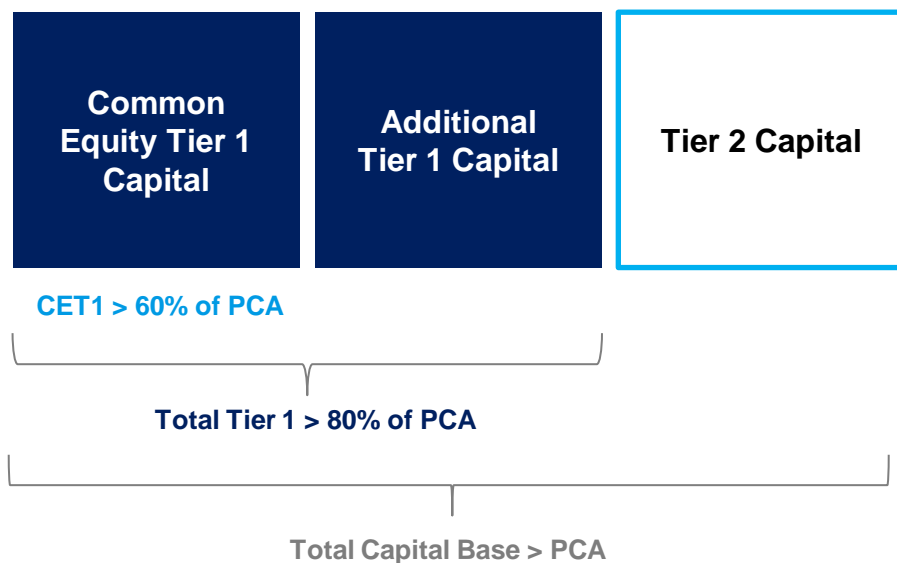 Common
Equity Tier 1
Capital
Additional
Tier 1 Capital
Tier 2 Capital
CET1 > 60% of PCA
Total Tier 1 > 80% of PCA
Total Capital Base > PCA